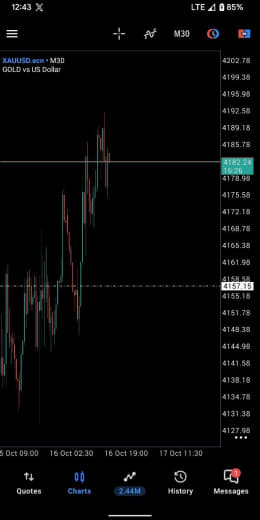 12:43
LTE 85%
M30
XAUUSD.ecn • M30
GOLD vs US Dollar
4202.78
4199.38
4195.98
4192.58
4189.18
4185.78
4182.24
16:26
4178.98
4175.58
4172.18
4168.78
4165.38
4161.98
4158.58
4157.15
4155.18
4151.78
4148.38
4144.98
4141.58
4138.18
4134.78
4131.38
4127.98
5 Oct 09:00
16 Oct 02:30
16 Oct 19:00
17 Oct 11:30
Quotes
Charts
2.44M
History
Messages